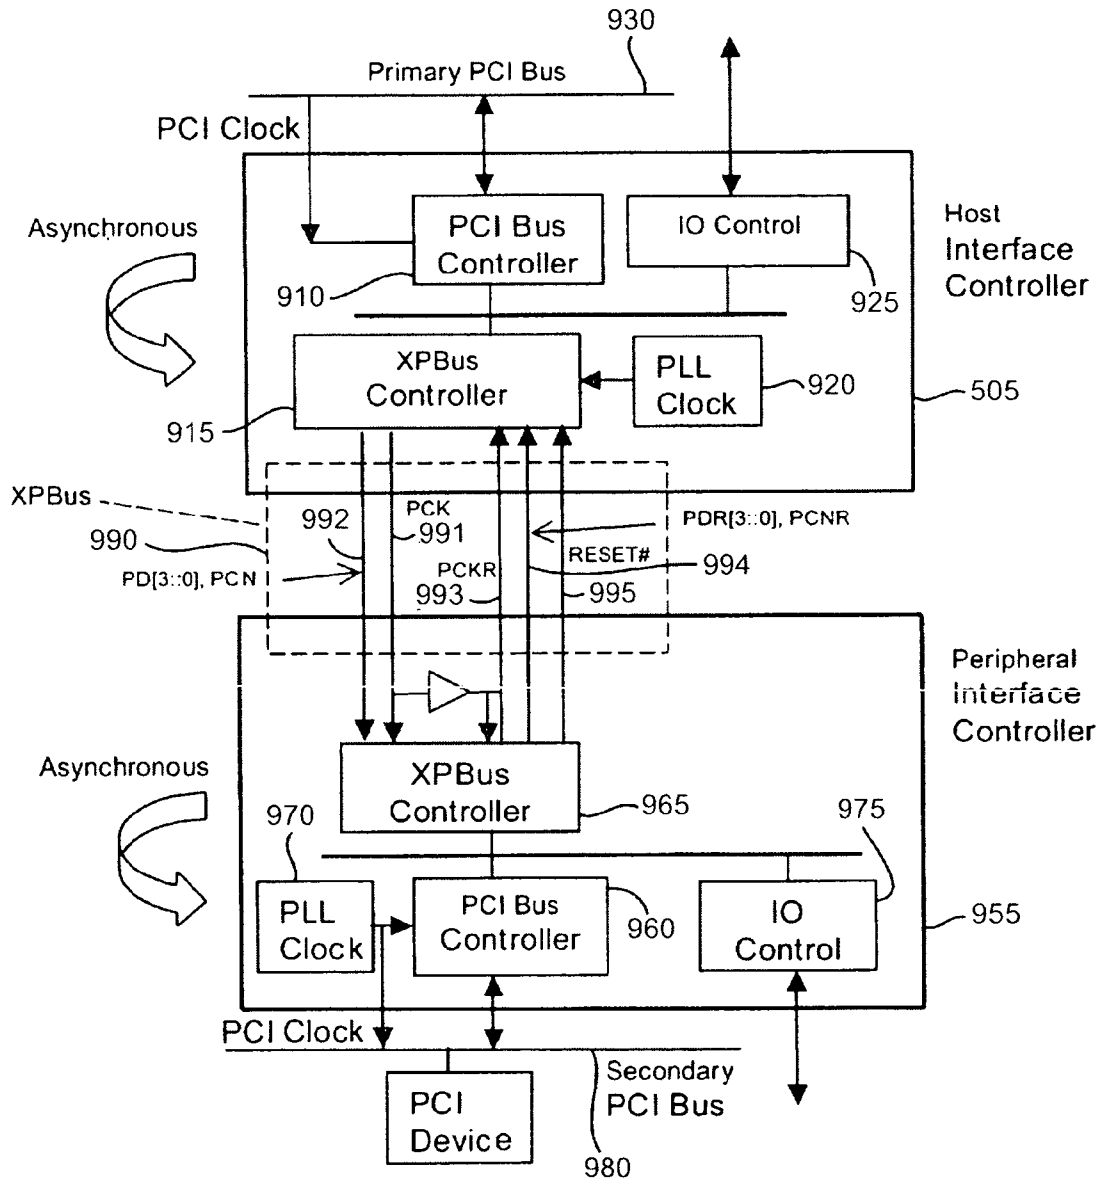 930
Primary PCI Bus
PCI Clock
Asynchronous
PCI Bus
Controller
910
IO Control
925
Host
Interface
Controller
XPBus
Controller
915
PLL
Clock
920
505
XPBus
990
992
PCK
991
PD[3::0], PCN
PCKR
993
PDR[3::0], PCNR
RESET#
994
995
Peripheral
Interface
Controller
Asynchronous
XPBus
Controller
965
970
975
PLL
Clock
PCI Bus
Controller
960
IO
Control
955
PCI Clock
Secondary
PCI Bus
PCI
Device
980